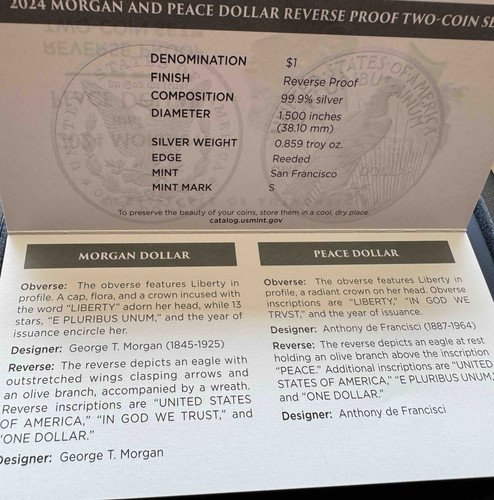 2024 MORGAN AND PEACE DOLLAR REVERSE PROOF TWO-COIN
DENOMINATION $1
FINISH Reverse Proof
COMPOSITION 99.9% silver
DIAMETER 1.500 inches
(38.10 mm)
SILVER WEIGHT 0.859 troy oz.
EDGE Reeded
MINT San Francisco
MINT MARK S
To preserve the beauty of your coins, store them in a cool, dry place.
catalog.usmint.gov
MORGAN DOLLAR
Obverse: The obverse features Liberty in
profile. A cap, flora, and a crown incused with
the word "LIBERTY" adorn her head, while 13
stars, "E PLURIBUS UNUM," and the year of
issuance encircle her.
Designer: George T. Morgan (1845-1925)
Reverse: The reverse depicts an eagle with
outstretched wings clasping arrows and
an olive branch, accompanied by a wreath.
Reverse inscriptions are "UNITED STATES
OF AMERICA," "IN GOD WE TRUST," and
"ONE DOLLAR."
Designer: George T. Morgan
PEACE DOLLAR
Obverse: The obverse features Liberty in
profile, a radiant crown on her head. Obverse
inscriptions are "LIBERTY," "IN GOD WE
TRVST," and the year of issuance.
Designer: Anthony de Francisci (1887-1964)
Reverse: The reverse depicts an eagle at rest
holding an olive branch above the inscription
"PEACE." Additional inscriptions are "UNITED
STATES OF AMERICA," "E PLURIBUS UNUM,"
and "ONE DOLLAR."
Designer: Anthony de Francisci